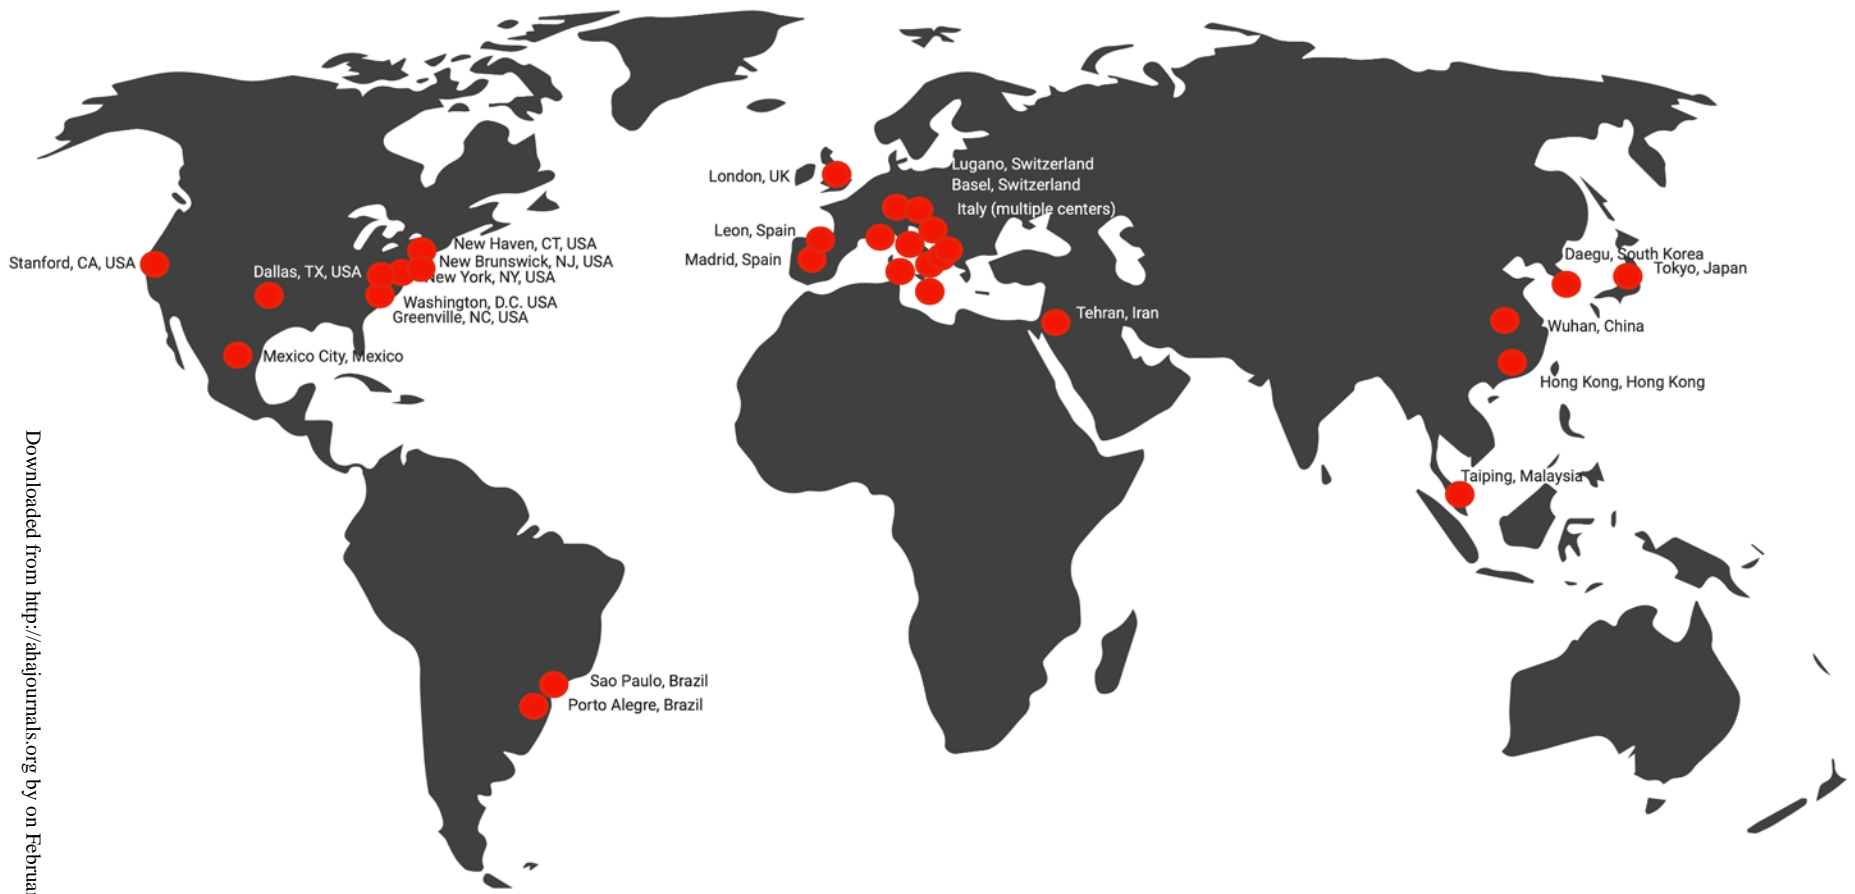 Lugano, Switzerland
London, UK
Basel, Switzerland
Italy (multiple centers)
Leon, Spain
Madrid, Spain
New Haven, CT, USA
Stanford, CA, USA
New Brunswick, NJ, USA
Dallas, TX, USA
New York, NY, USA
Washington, D.C. USA
Greenville, NC, USA
Mexico City, Mexico
Tehran, Iran
Daegu, South Korea
Tokyo, Japan
Wuhan, China
Hong Kong, Hong Kong
Taiping, Malaysia
Sao Paulo, Brazil
Porto Alegre, Brazil
Downloaded from http://ahajournals.org by on Februa